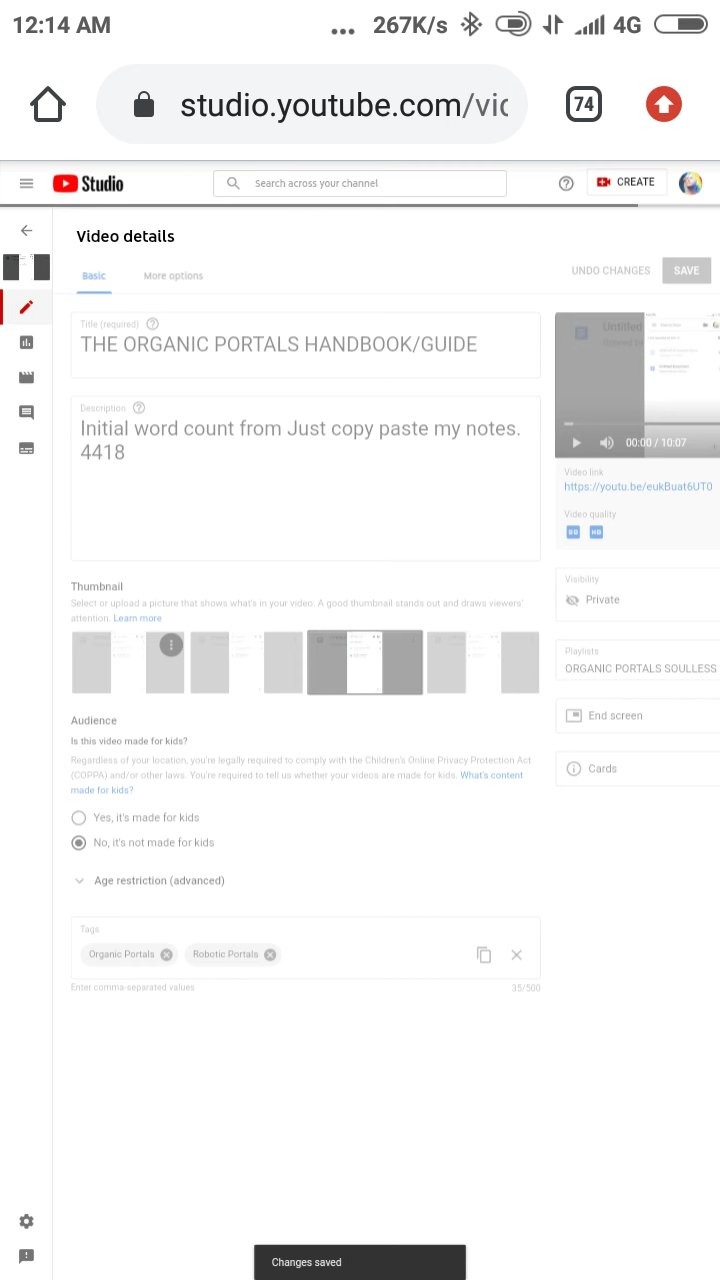 12:14 AM
... 267K/s 4G
studio.youtube.com/vic
74
Studio
Search across your channel
CREATE
Video details
Basic
More options
UNDO CHANGES
SAVE
Title (required)
THE ORGANIC PORTALS HANDBOOK/GUIDE
Description
Initial word count from Just copy paste my notes.
4418
Untitled
00:00 / 10:07
Video link
https://youtu.be/eukBuat6UT0
Video quality
SD HD
Visibility
Private
Playlists
ORGANIC PORTALS SOULLESS
End screen
Cards
Thumbnail
Select or upload a picture that shows what's in your video. A good thumbnail stands out and draws viewers'
attention. Learn more
Audience
Is this video made for kids?
Regardless of your location, you're legally required to comply with the Children's Online Privacy Protection Act
(COPPA) and/or other laws. You're required to tell us whether your videos are made for kids. What's content
made for kids?
Yes, it's made for kids
No, it's not made for kids
Age restriction (advanced)
Tags
Organic Portals
Robotic Portals
Enter comma-separated values
35/500
Changes saved